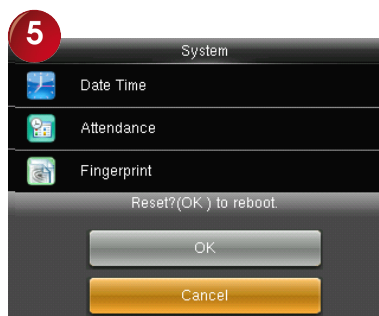 5
System
Date Time
Attendance
Fingerprint
Reset?(OK ) to reboot.
OK
Cancel